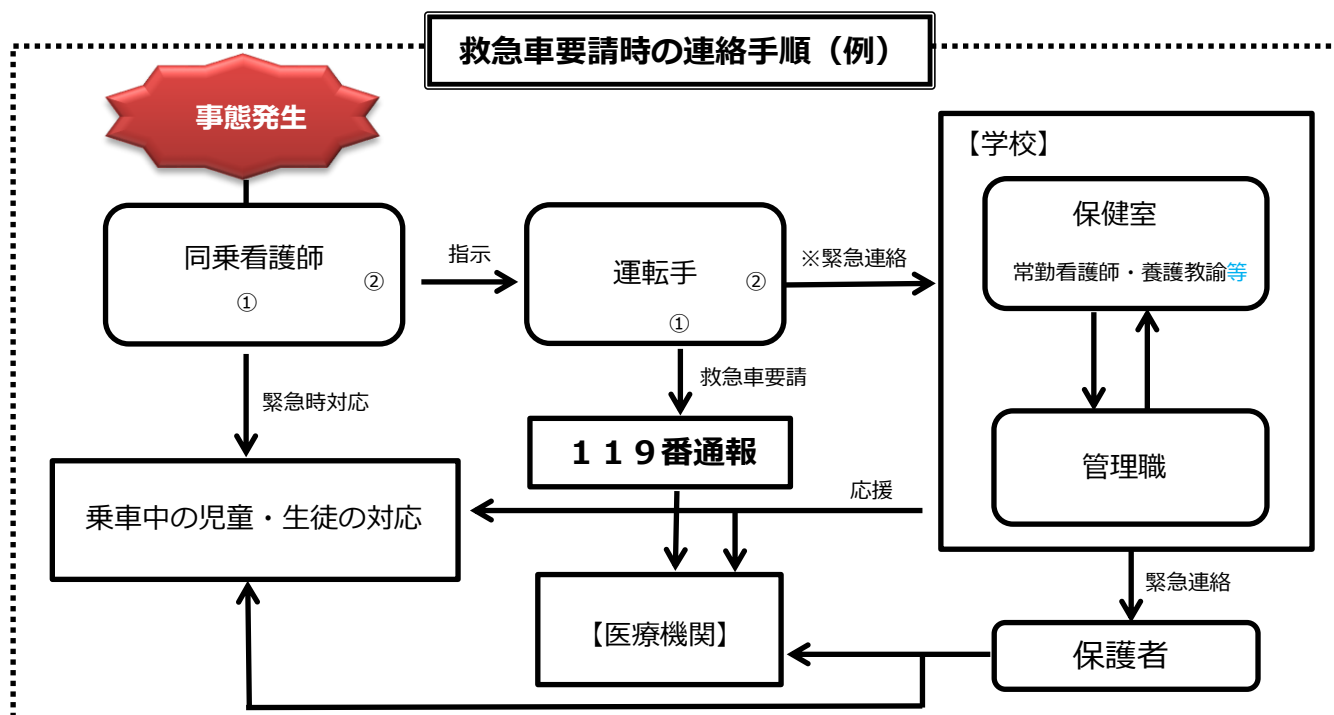 救急車要請時の連絡手順（例）
事態発生
同乗看護師
①
②
指示
運転手
①
②
※緊急連絡
【学校】
保健室
常勤看護師・養護教諭等
管理職
緊急時対応
救急車要請
１１９番通報
応援
乗車中の児童・生徒の対応
【医療機関】
緊急連絡
保護者